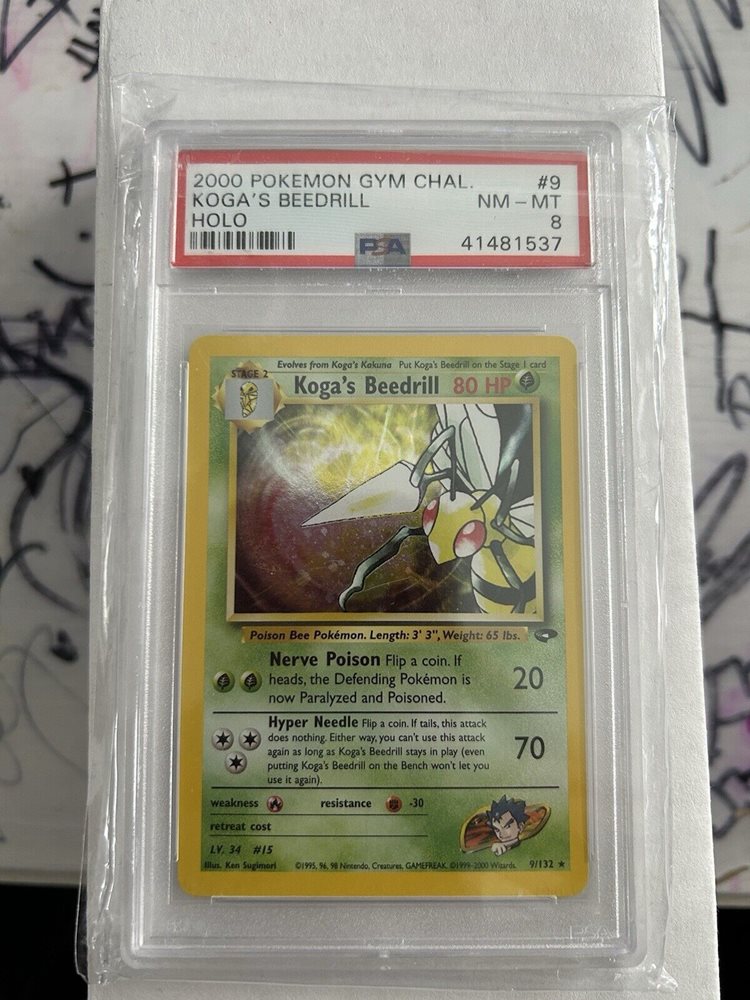 2000 POKEMON GYM CHAL. #9
KOGA'S BEEDRILL NM - MT
HOLO 8
PSA 41481537
Evolves from Koga's Kakuna Put Koga's Beedrill on the Stage 1 card
STAGE 2
Koga's Beedrill 80 HP
Poison Bee Pokémon. Length: 3' 3", Weight: 65 lbs.
Nerve Poison Flip a coin. If
heads, the Defending Pokémon is 20
now Paralyzed and Poisoned.
Hyper Needle Flip a coin. If tails, this attack
does nothing. Either way, you can't use this attack
again as long as Koga's Beedrill stays in play (even 70
putting Koga's Beedrill on the Bench won't let you
use it again).
weakness resistance -30
retreat cost
LV. 34 #15
Illus. Ken Sugimori ©1995, 96, 98 Nintendo, Creatures, GAMEFREAK. ©1999-2000 Wizards. 9/132 ★